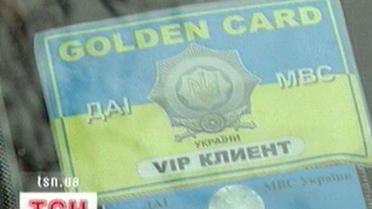 GOLDEN CARD
ДАІ
МВС
УКРАЇНИ
VIP КЛИЕНТ
tsn.ua
ТСН
ДАІ
МВС України